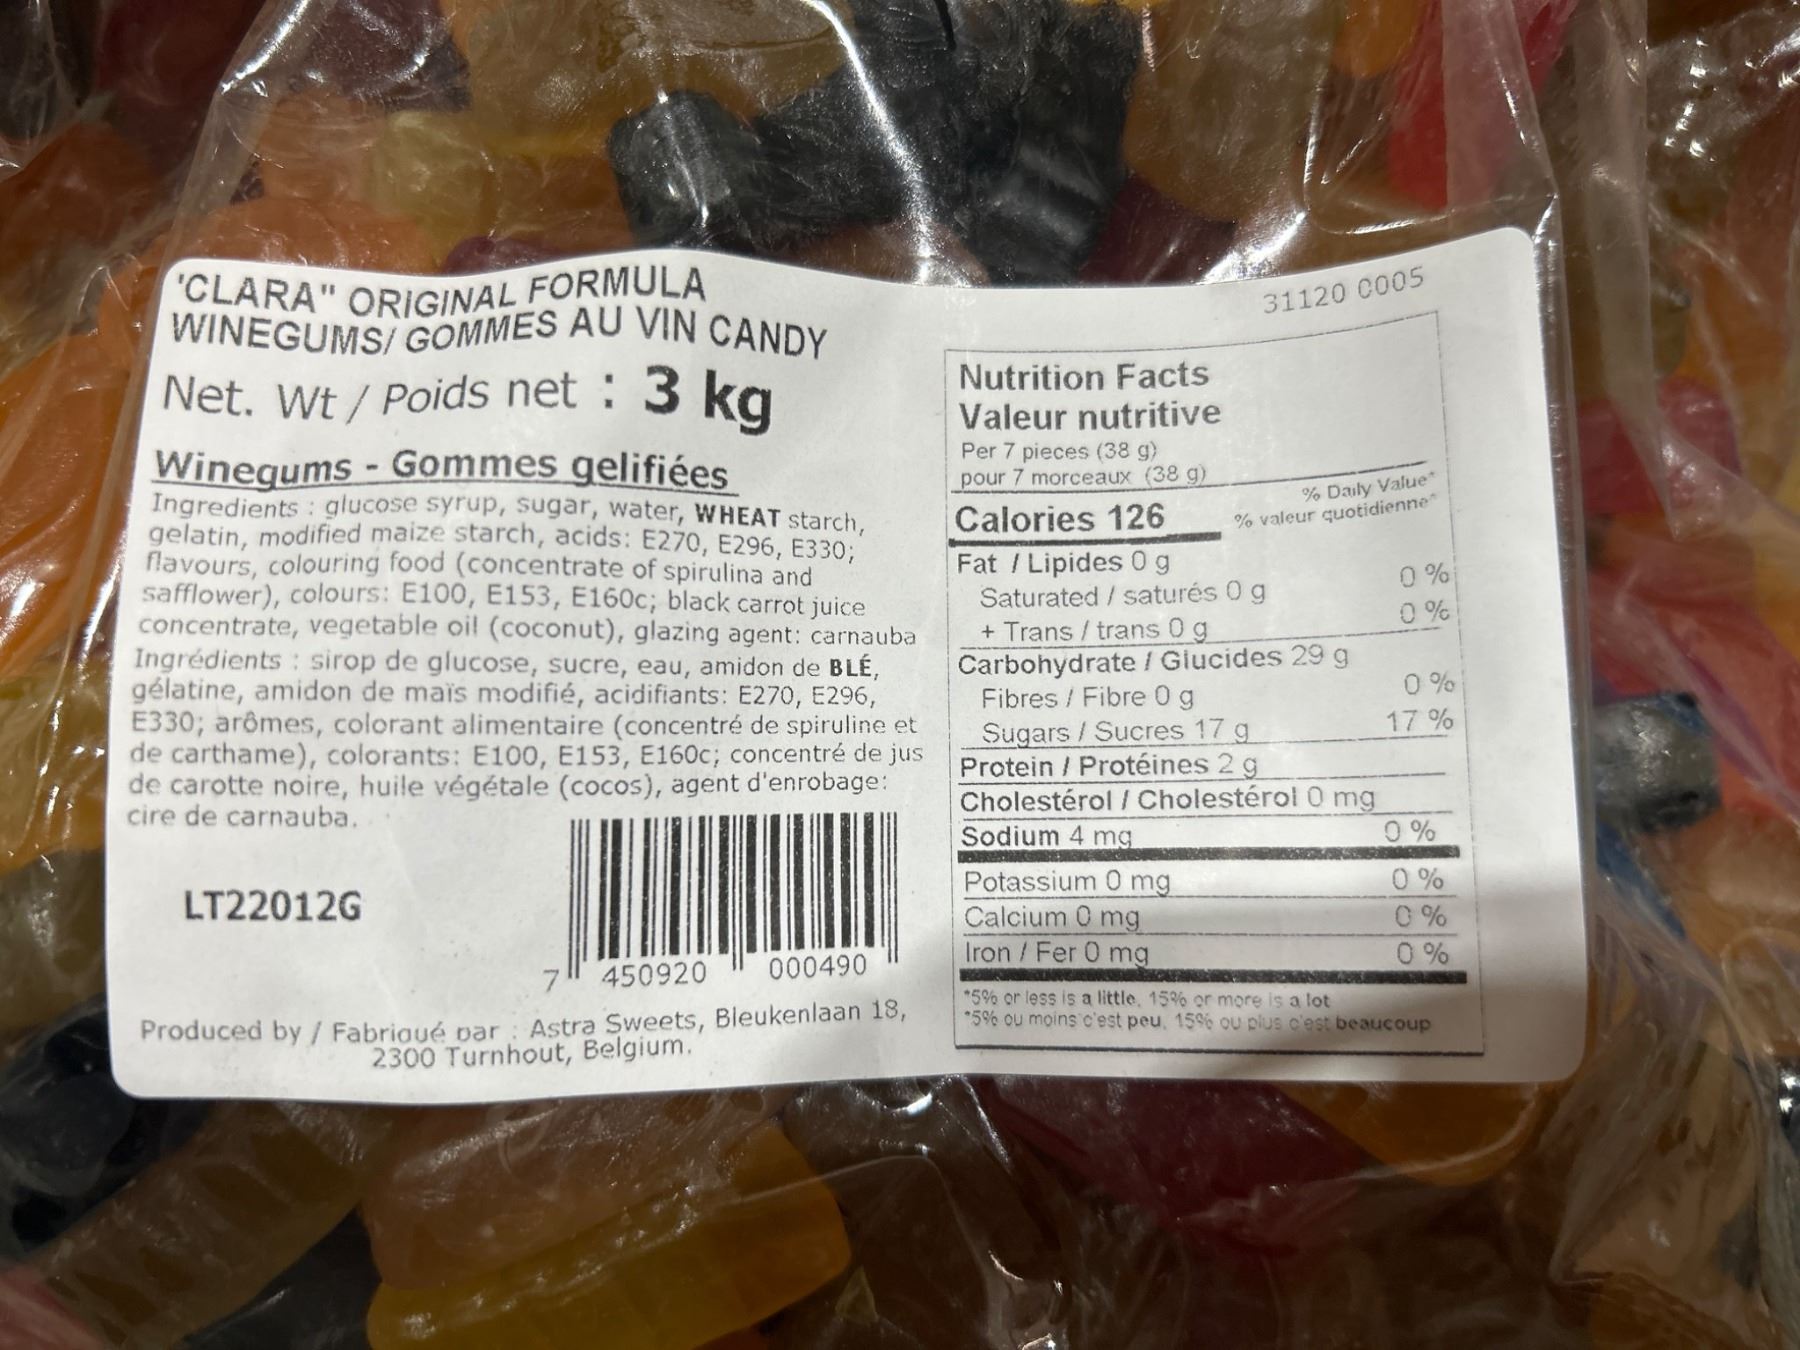 'CLARA" ORIGINAL FORMULA
WINEGUMS/ GOMMES AU VIN CANDY
Net. Wt / Poids net : 3 kg
Winegums - Gommes gelifiées
Ingredients : glucose syrup, sugar, water, WHEAT starch,
gelatin, modified maize starch, acids: E270, E296, E330;
flavours, colouring food (concentrate of spirulina and
safflower), colours: E100, E153, E160c; black carrot juice
concentrate, vegetable oil (coconut), glazing agent: carnauba
Ingrédients : sirop de glucose, sucre, eau, amidon de BLÉ,
gélatine, amidon de maïs modifié, acidifiants: E270, E296,
E330; arômes, colorant alimentaire (concentré de spiruline et
de carthame), colorants: E100, E153, E160c; concentré de jus
de carotte noire, huile végétale (cocos), agent d'enrobage:
cire de carnauba.
LT22012G
7 450920 000490
Produced by / Fabriqué par : Astra Sweets, Bleukenlaan 18,
2300 Turnhout, Belgium.
31120 0005
Nutrition Facts
Valeur nutritive
Per 7 pieces (38 g)
pour 7 morceaux (38 g)
% Daily Value*
Calories 126 % valeur quotidienne*
Fat / Lipides 0 g 0 %
Saturated / saturés 0 g 0 %
+ Trans / trans 0 g
Carbohydrate / Glucides 29 g
Fibres / Fibre 0 g 0 %
Sugars / Sucres 17 g 17 %
Protein / Protéines 2 g
Cholestérol / Cholestérol 0 mg
Sodium 4 mg 0 %
Potassium 0 mg 0 %
Calcium 0 mg 0 %
Iron / Fer 0 mg 0 %
*5% or less is a little, 15% or more is a lot
*5% ou moins c'est peu, 15% ou plus c'est beaucoup